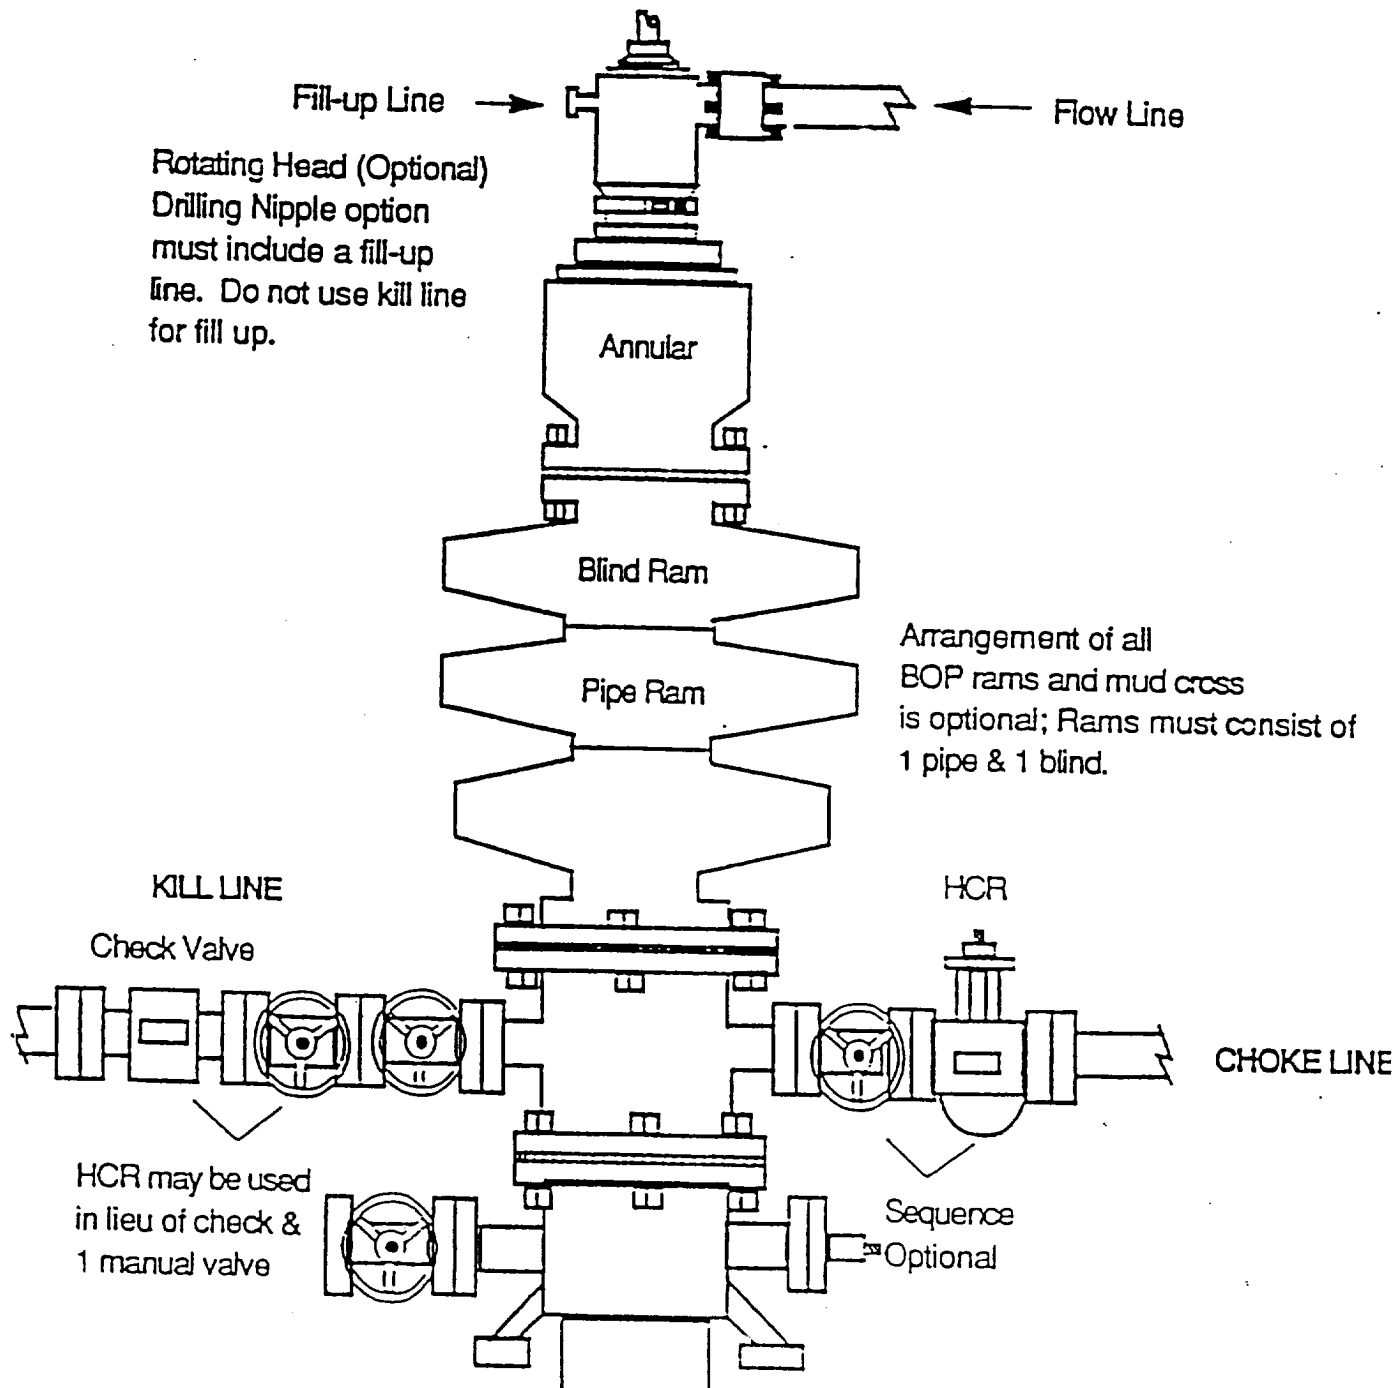 Fill-up Line
Flow Line
Rotating Head (Optional)
Drilling Nipple option
must include a fill-up
line. Do not use kill line
for fill up.
Annular
Blind Ram
Pipe Ram
Arrangement of all
BOP rams and mud cross
is optional; Rams must consist of
1 pipe & 1 blind.
KILL LINE
Check Valve
HCR
CHOKE LINE
HCR may be used
in lieu of check &
1 manual valve
Sequence
Optional